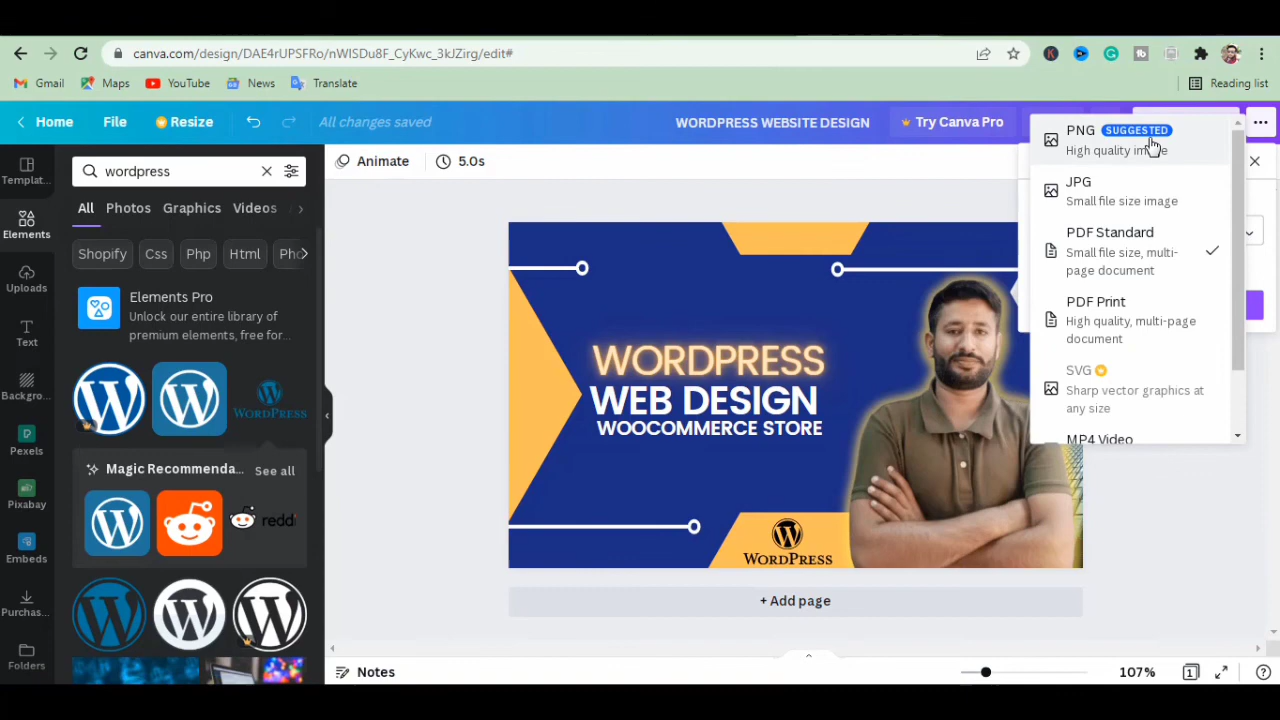 canva.com/design/DAE4rUPSFRo/nWISDu8F_CyKwc_3kJZirg/edit#
Gmail
Maps
YouTube
News
Translate
Reading list
Home
File
Resize
All changes saved
WORDPRESS WEBSITE DESIGN
Try Canva Pro
Templat...
Elements
Uploads
Text
Backgro...
Pexels
Pixabay
Embeds
Purchas...
Folders
wordpress
All
Photos
Graphics
Videos
Shopify
Css
Php
Html
Elements Pro
Unlock our entire library of
premium elements, free for...
WORDPRESS
Magic Recommenda...
See all
Animate
5.0s
WORDPRESS
WEB DESIGN
WOOCOMMERCE STORE
WORDPRESS
+ Add page
PNG SUGGESTED
High quality image
JPG
Small file size image
PDF Standard
Small file size, multi-
page document
PDF Print
High quality, multi-page
document
SVG
Sharp vector graphics at
any size
MP4 Video
Notes
107%
1